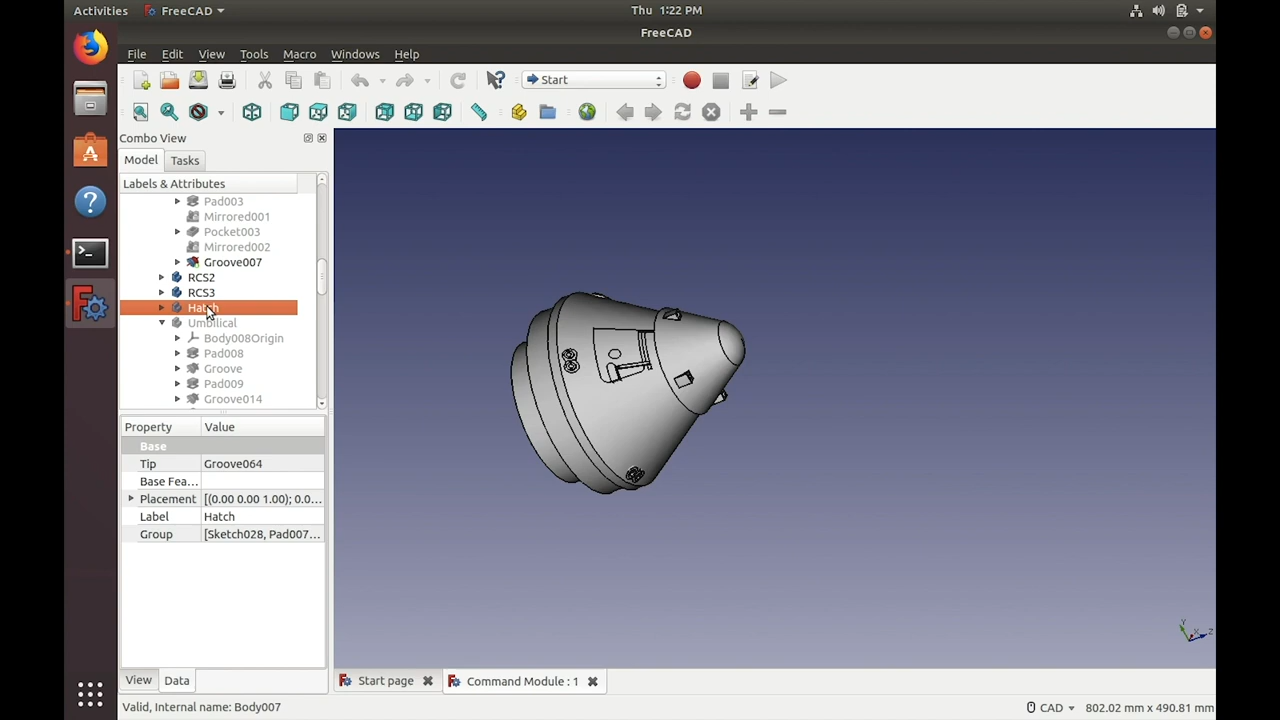 Activities FreeCAD Thu 1:22 PM
FreeCAD
File Edit View Tools Macro Windows Help
Start
Combo View
Model Tasks
Labels & Attributes
Pad003
Mirrored001
Pocket003
Mirrored002
Groove007
RCS2
RCS3
Hatch
Umbilical
Body008Origin
Pad008
Groove
Pad009
Groove014
Property Value
Base
Tip Groove064
Base Fea...
Placement [(0.00 0.00 1.00); 0.0...
Label Hatch
Group [Sketch028, Pad007...
Y X Z
View Data
Start page Command Module : 1
Valid, Internal name: Body007 CAD 802.02 mm x 490.81 mm